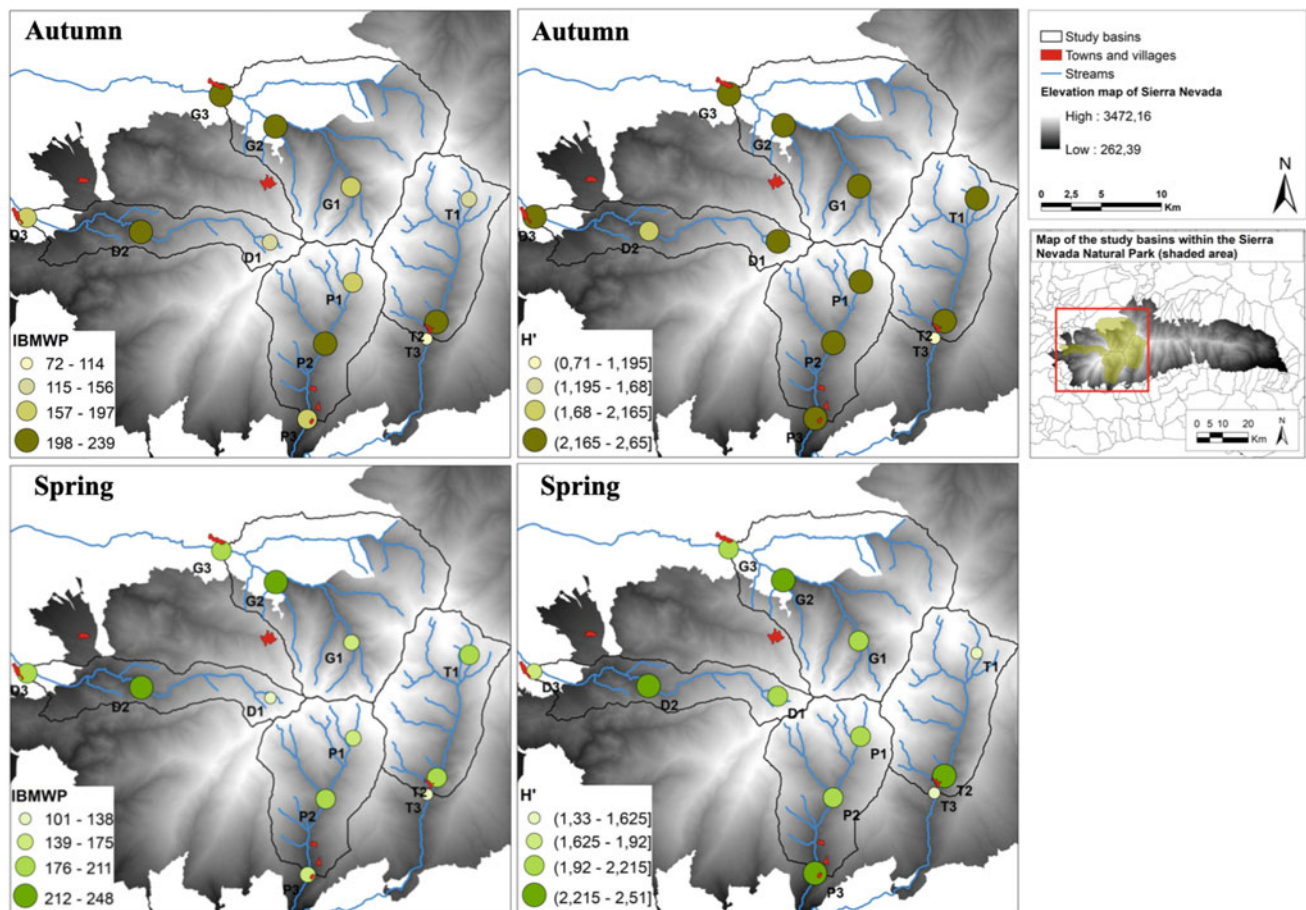 Autumn
G3
G2
G1
T1
D3
D2
D1
P1
T2
T3
P2
P3
IBMWP
72 - 114
115 - 156
157 - 197
198 - 239
Autumn
G3
G2
G1
T1
D3
D2
D1
P1
T2
T3
P2
P3
H'
(0,71 - 1,195]
(1,195 - 1,68]
(1,68 - 2,165]
(2,165 - 2,65]
Study basins
Towns and villages
Streams
Elevation map of Sierra Nevada
High : 3472,16
Low : 262,39
N
0 2,5 5 10
Km
Map of the study basins within the Sierra
Nevada Natural Park (shaded area)
0 5 10 20
Km
N
Spring
G3
G2
G1
T1
D3
D2
D1
P1
T2
T3
P2
P3
IBMWP
101 - 138
139 - 175
176 - 211
212 - 248
Spring
G3
G2
G1
T1
D3
D2
D1
P1
T2
T3
P2
P3
H'
(1,33 - 1,625]
(1,625 - 1,92]
(1,92 - 2,215]
(2,215 - 2,51]